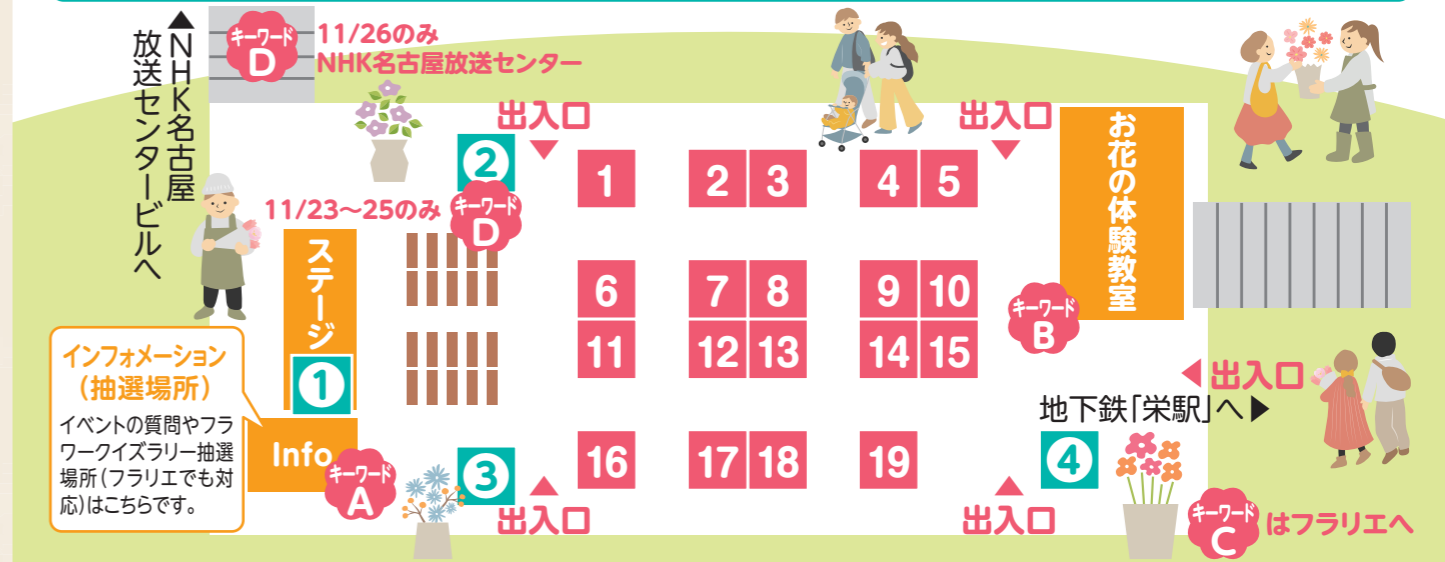 ▲NHK名古屋
放送センタービルへ
キーワード
D
11/26のみ
NHK名古屋放送センター
出入口
出入口
2
11/23〜25のみ
キーワード
D
1
2
3
4
5
お花の体験教室
ステージ
6
7
8
9
10
キーワード
B
11
12
13
14
15
1
インフォメーション
(抽選場所)
イベントの質問やフラ
ワークイズラリー抽選
場所(フラリエでも対
応)はこちらです。
出入口
地下鉄「栄駅」へ▶
Info
キーワード
A
3
16
17
18
19
4
出入口
出入口
キーワード
C
はフラリエへ